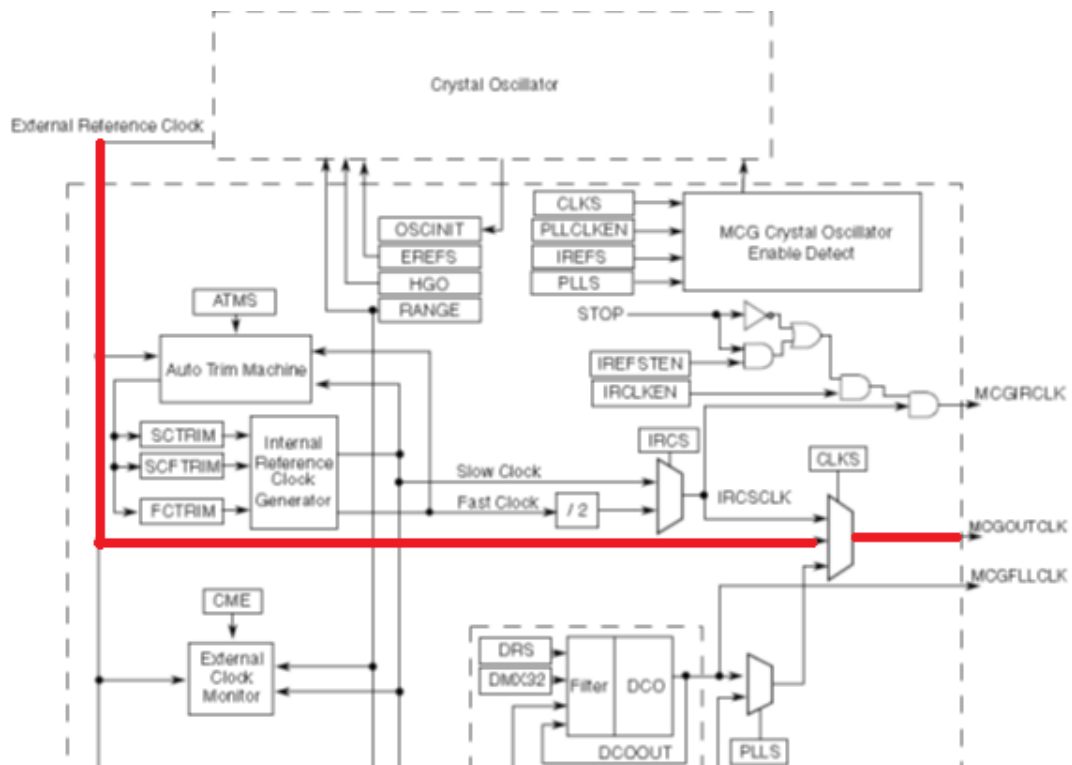 Crystal Oscillator
External Reference Clock
CLKS
OSCINIT
PLLCLKEN
MCG Crystal Oscillator
Enable Detect
EREFS
IREFS
HGO
PLLS
ATMS
RANGE
STOP
Auto Trim Machine
IREFSTEN
IRCLKEN
MCGIRCLK
SCTRIM
Internal
Reference
Clock
Generator
IRCS
CLKS
SCFTRIM
Slow Clock
FCTRIM
Fast Clock
/ 2
IRCSCLK
MCGOUTCLK
MCGFLLCLK
CME
External
Clock
Monitor
DRS
DMX32
Filter
DCO
DCOOUT
PLLS